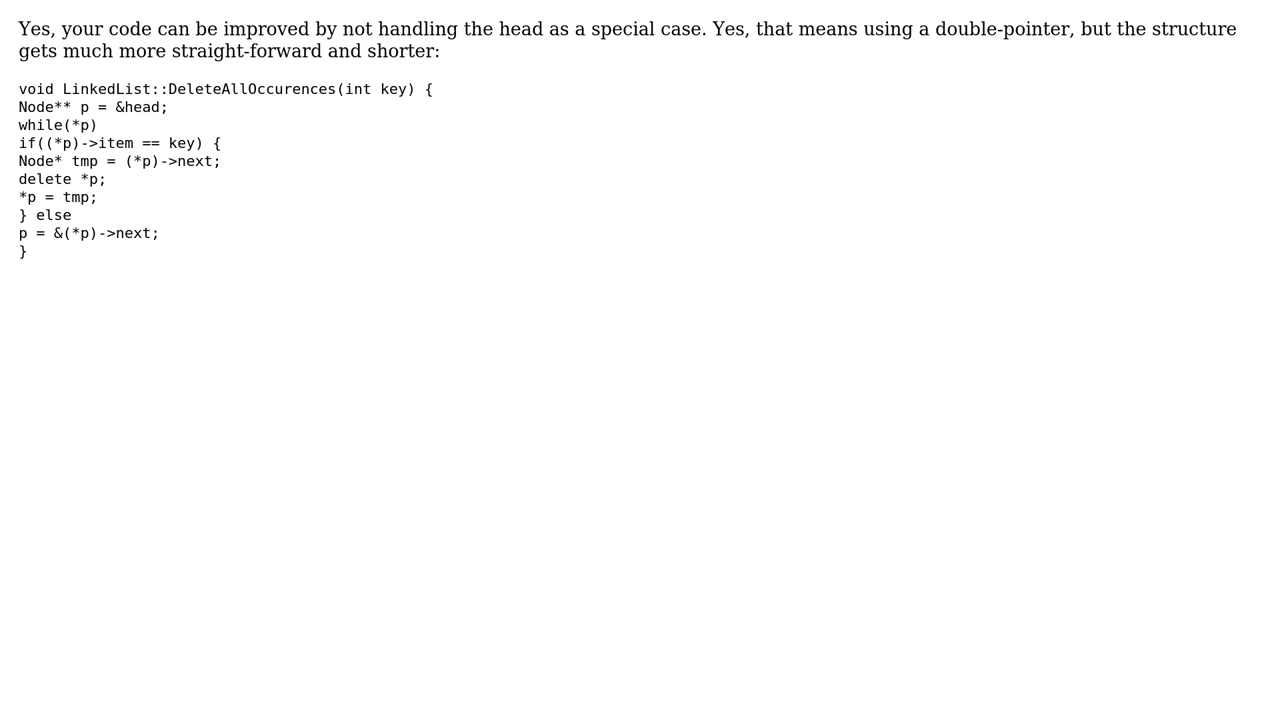 Yes, your code can be improved by not handling the head as a special case. Yes, that means using a double-pointer, but the structure
gets much more straight-forward and shorter:
void LinkedList::DeleteAllOccurences(int key) {
Node** p = &head;
while(*p)
if((*p)->item == key) {
Node* tmp = (*p)->next;
delete *p;
*p = tmp;
} else
p = &(*p)->next;
}